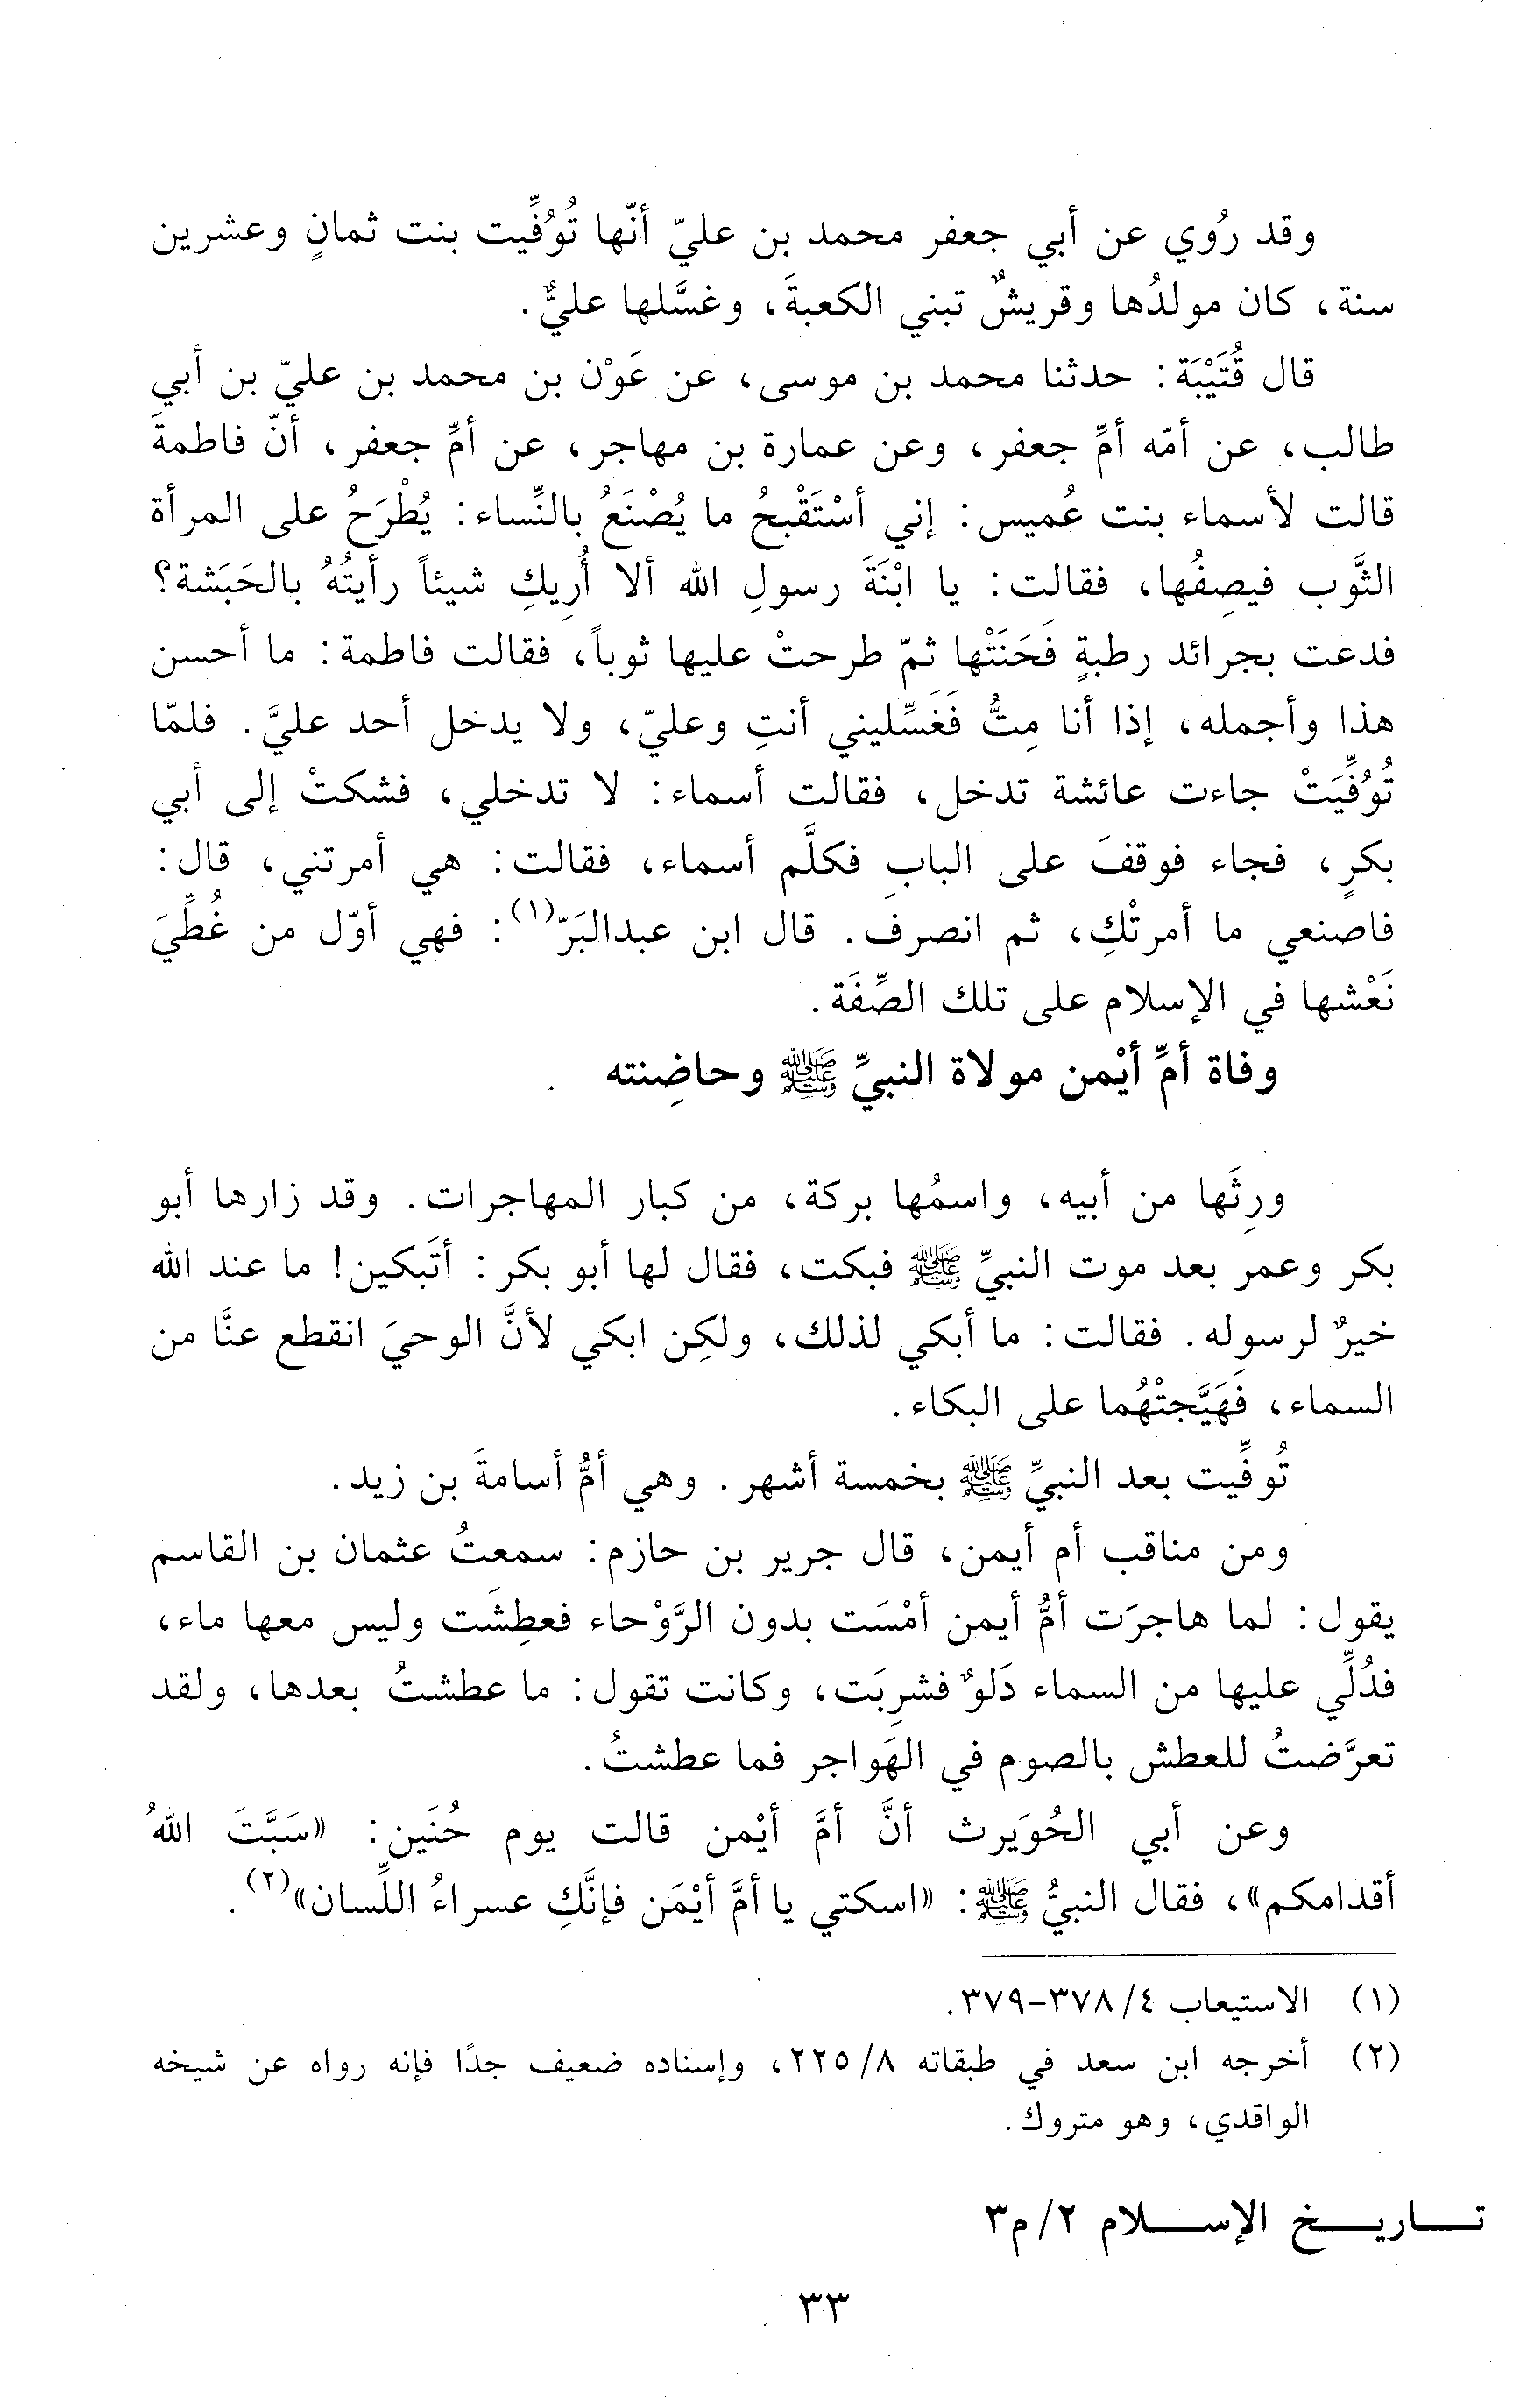 وقد رُوي عن أبي جعفر محمد بن عليّ أنّها تُوُفِّيت بنت ثمانٍ وعشرين
سنة، كان مولدُها وقريشٌ تبني الكعبةَ، وغسَّلها عليٌّ.
قال قُتَيْبَة: حدثنا محمد بن موسى، عن عَوْن بن محمد بن عليّ بن أبي
طالب، عن أمّه أمِّ جعفر، وعن عمارة بن مهاجر، عن أمِّ جعفر، أنّ فاطمةَ
قالت لأسماء بنت عُميس: إني أسْتَقْبحُ ما يُصْنَعُ بالنِّساء: يُطْرَحُ على المرأة
الثَّوب فيصِفُها، فقالت: يا ابْنَةَ رسولِ الله ألا أُرِيكِ شيئاً رأيتُهُ بالحَبَشة؟
فدعت بجرائد رطبةٍ فَحَنَتْها ثمّ طرحتْ عليها ثوباً، فقالت فاطمة: ما أحسن
هذا وأجمله، إذا أنا مِتُّ فَغَسِّليني أنتِ وعليّ، ولا يدخل أحد عليَّ. فلمّا
تُوُفِّيَتْ جاءت عائشة تدخل، فقالت أسماء: لا تدخلي، فشكتْ إلى أبي
بكرٍ، فجاء فوقفَ على البابِ فكلَّم أسماء، فقالت: هي أمرتني، قال:
فاصنعي ما أمرتْكِ، ثم انصرف. قال ابن عبدالبَرّ(١): فهي أوّل من غُطِّيَ
نَعْشها في الإسلام على تلك الصِّفَة.
وفاة أمِّ أيْمن مولاة النبيِّ ﷺ وحاضِنته
ورِثَها من أبيه، واسمُها بركة، من كبار المهاجرات. وقد زارها أبو
بكر وعمر بعد موت النبيِّ ﷺ فبكت، فقال لها أبو بكر: أتَبكين! ما عند الله
خيرٌ لرسوله. فقالت: ما أبكي لذلك، ولكِن ابكي لأنَّ الوحيَ انقطع عنَّا من
السماء، فَهَيَّجتْهُما على البكاء.
تُوفِّيت بعد النبيِّ ﷺ بخمسة أشهر. وهي أمُّ أسامةَ بن زيد.
ومن مناقب أم أيمن، قال جرير بن حازم: سمعتُ عثمان بن القاسم
يقول: لما هاجرَت أمُّ أيمن أمْسَت بدون الرَّوْحاء فعطِشَت وليس معها ماء،
فدُلِّي عليها من السماء دَلوٌ فشرِبَت، وكانت تقول: ما عطشتُ بعدها، ولقد
تعرَّضتُ للعطش بالصوم في الهَواجر فما عطشتُ.
وعن أبي الحُوَيرث أنَّ أمَّ أيْمن قالت يوم حُنَين: «سَبَّتَ اللهُ
أقدامكم»، فقال النبيُّ ﷺ: «اسكتي يا أمَّ أيْمَن فإنَّكِ عسراءُ اللِّسان»(٢).
(١) الاستيعاب ٤/ ٣٧٨-٣٧٩.
(٢) أخرجه ابن سعد في طبقاته ٨/ ٢٢٥، وإسناده ضعيف جدًا فإنه رواه عن شيخه
الواقدي، وهو متروك.
تـاريـخ الإسـلام ٢/ م٣
٣٣